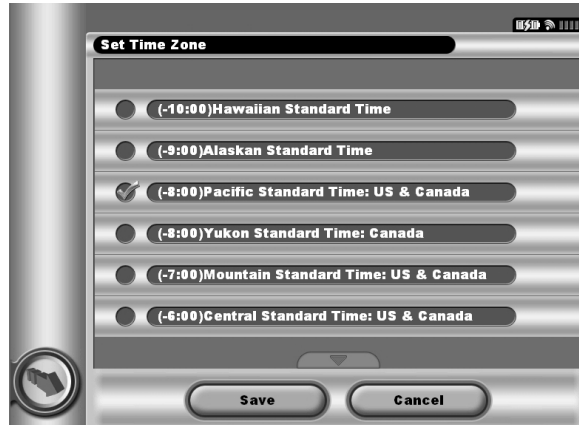 Set Time Zone
(-10:00)Hawaiian Standard Time
(-9:00)Alaskan Standard Time
(-8:00)Pacific Standard Time: US & Canada
(-8:00)Yukon Standard Time: Canada
(-7:00)Mountain Standard Time: US & Canada
(-6:00)Central Standard Time: US & Canada
Save Cancel